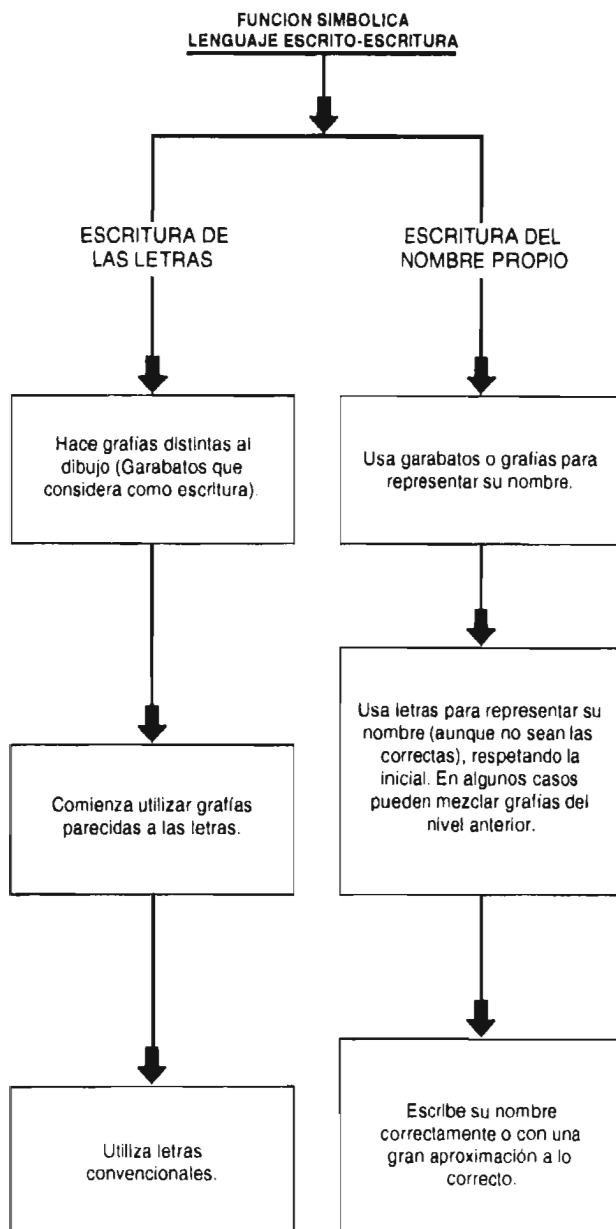 FUNCION SIMBOLICA
LENGUAJE ESCRITO-ESCRITURA
ESCRITURA DE
LAS LETRAS
ESCRITURA DEL
NOMBRE PROPIO
Hace grafías distintas al
dibujo (Garabatos que
considera como escritura).
Usa garabatos o grafías para
representar su nombre.
Comienza utilizar grafías
parecidas a las letras.
Usa letras para representar su
nombre (aunque no sean las
correctas), respetando la
inicial. En algunos casos
pueden mezclar grafías del
nivel anterior.
Utiliza letras
convencionales.
Escribe su nombre
correctamente o con una
gran aproximación a lo
correcto.